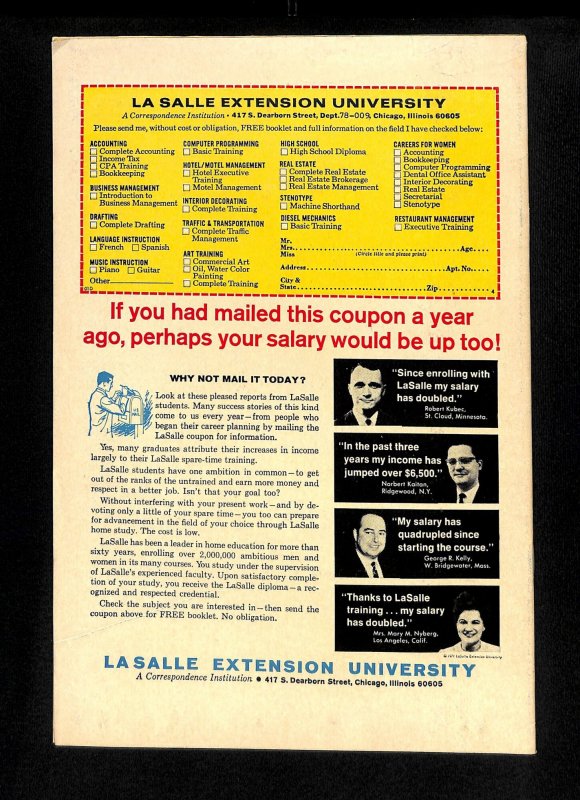 LA SALLE EXTENSION UNIVERSITY
A Correspondence Institution • 417 S. Dearborn Street, Dept. 78-009, Chicago, Illinois 60605
Please send me, without cost or obligation, FREE booklet and full information on the field I have checked below:
ACCOUNTING
Complete Accounting
Income Tax
CPA Training
Bookkeeping
BUSINESS MANAGEMENT
Introduction to
Business Management
DRAFTING
Complete Drafting
LANGUAGE INSTRUCTION
French Spanish
MUSIC INSTRUCTION
Piano Guitar
Other
COMPUTER PROGRAMMING
Basic Training
HOTEL/MOTEL MANAGEMENT
Hotel Executive
Training
Motel Management
INTERIOR DECORATING
Complete Training
TRAFFIC & TRANSPORTATION
Complete Traffic
Management
ART TRAINING
Commercial Art
Oil, Water Color
Painting
Complete Training
HIGH SCHOOL
High School Diploma
REAL ESTATE
Complete Real Estate
Real Estate Brokerage
Real Estate Management
STENOTYPE
Machine Shorthand
DIESEL MECHANICS
Basic Training
CAREERS FOR WOMEN
Accounting
Bookkeeping
Computer Programming
Dental Office Assistant
Interior Decorating
Real Estate
Secretarial
Stenotype
RESTAURANT MANAGEMENT
Executive Training
Mr.
Mrs. Age
Miss (Circle title and please print)
Address Apt. No.
City &
State Zip
4
If you had mailed this coupon a year
ago, perhaps your salary would be up too!
WHY NOT MAIL IT TODAY?
Look at these pleased reports from LaSalle
students. Many success stories of this kind
come to us every year—from people who
began their career planning by mailing the
LaSalle coupon for information.
Yes, many graduates attribute their increases in income
largely to their LaSalle spare-time training.
LaSalle students have one ambition in common—to get
out of the ranks of the untrained and earn more money and
respect in a better job. Isn't that your goal too?
Without interfering with your present work—and by de-
voting only a little of your spare time—you too can prepare
for advancement in the field of your choice through LaSalle
home study. The cost is low.
LaSalle has been a leader in home education for more than
sixty years, enrolling over 2,000,000 ambitious men and
women in its many courses. You study under the supervision
of LaSalle's experienced faculty. Upon satisfactory comple-
tion of your study, you receive the LaSalle diploma—a rec-
ognized and respected credential.
Check the subject you are interested in—then send the
coupon above for FREE booklet. No obligation.
"Since enrolling with
LaSalle my salary
has doubled."
Robert Kubec,
St. Cloud, Minnesota.
"In the past three
years my income has
jumped over $6,500."
Norbert Kaiton,
Ridgewood, N.Y.
"My salary has
quadrupled since
starting the course."
George R. Kelly,
W. Bridgewater, Mass.
"Thanks to LaSalle
training . . . my salary
has doubled."
Mrs. Mary M. Nyberg,
Los Angeles, Calif.
© 1971 LaSalle Extension University
LA SALLE EXTENSION UNIVERSITY
A Correspondence Institution • 417 S. Dearborn Street, Chicago, Illinois 60605